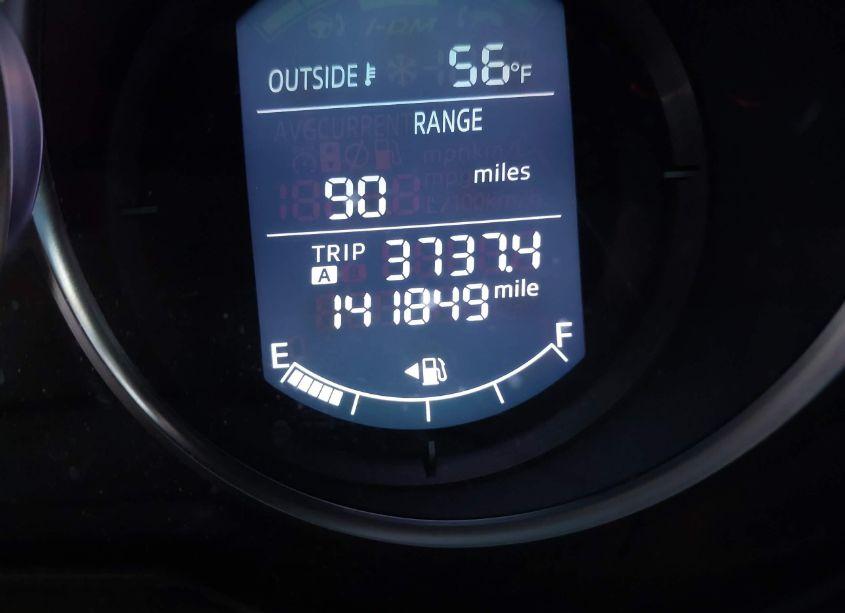 OUTSIDE 56°F
RANGE
miles
90
TRIP A 3737.4
141849 mile
E F